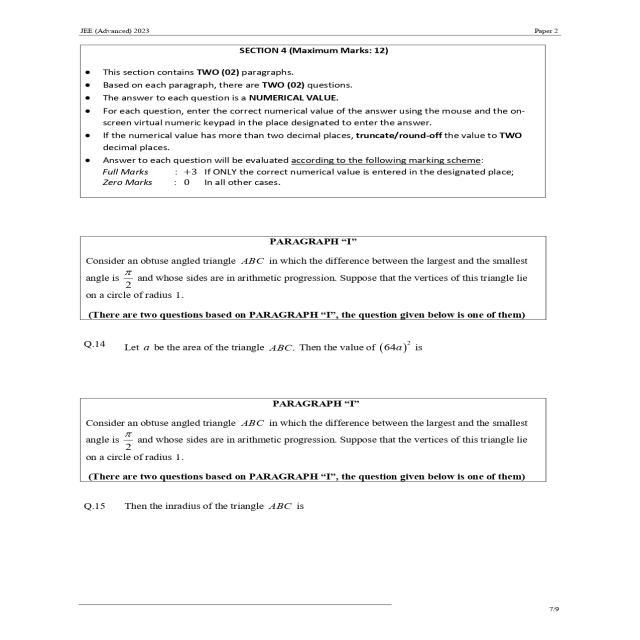 JEE (Advanced) 2023 Paper 2
SECTION 4 (Maximum Marks: 12)
● This section contains TWO (02) paragraphs.
● Based on each paragraph, there are TWO (02) questions.
● The answer to each question is a NUMERICAL VALUE.
● For each question, enter the correct numerical value of the answer using the mouse and the on-
screen virtual numeric keypad in the place designated to enter the answer.
● If the numerical value has more than two decimal places, truncate/round-off the value to TWO
decimal places.
● Answer to each question will be evaluated according to the following marking scheme:
Full Marks : +3 If ONLY the correct numerical value is entered in the designated place;
Zero Marks : 0 In all other cases.
PARAGRAPH “I”
Consider an obtuse angled triangle ABC in which the difference between the largest and the smallest
angle is π/2 and whose sides are in arithmetic progression. Suppose that the vertices of this triangle lie
on a circle of radius 1.
(There are two questions based on PARAGRAPH “I”, the question given below is one of them)
Q.14 Let a be the area of the triangle ABC. Then the value of (64a)² is
PARAGRAPH “I”
Consider an obtuse angled triangle ABC in which the difference between the largest and the smallest
angle is π/2 and whose sides are in arithmetic progression. Suppose that the vertices of this triangle lie
on a circle of radius 1.
(There are two questions based on PARAGRAPH “I”, the question given below is one of them)
Q.15 Then the inradius of the triangle ABC is
7/9